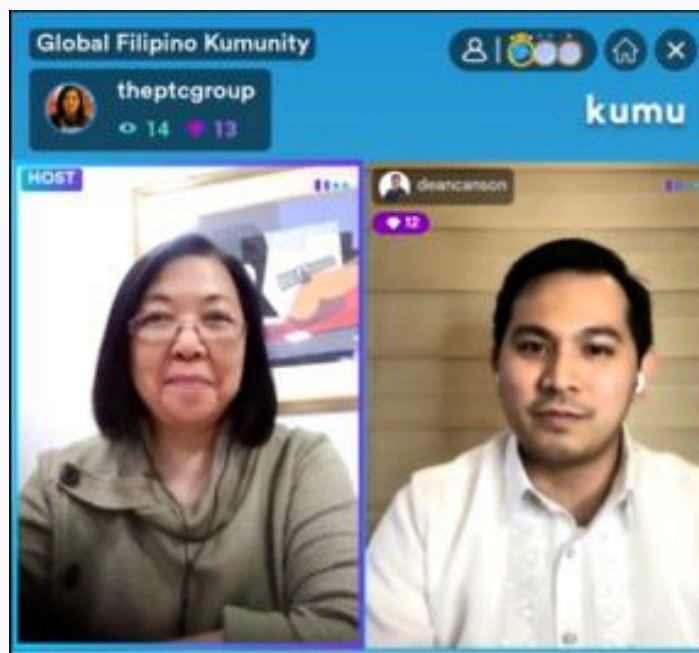 Global Filipino Kumunity
theptcgroup
14 13
kumu
HOST
deancanson
12